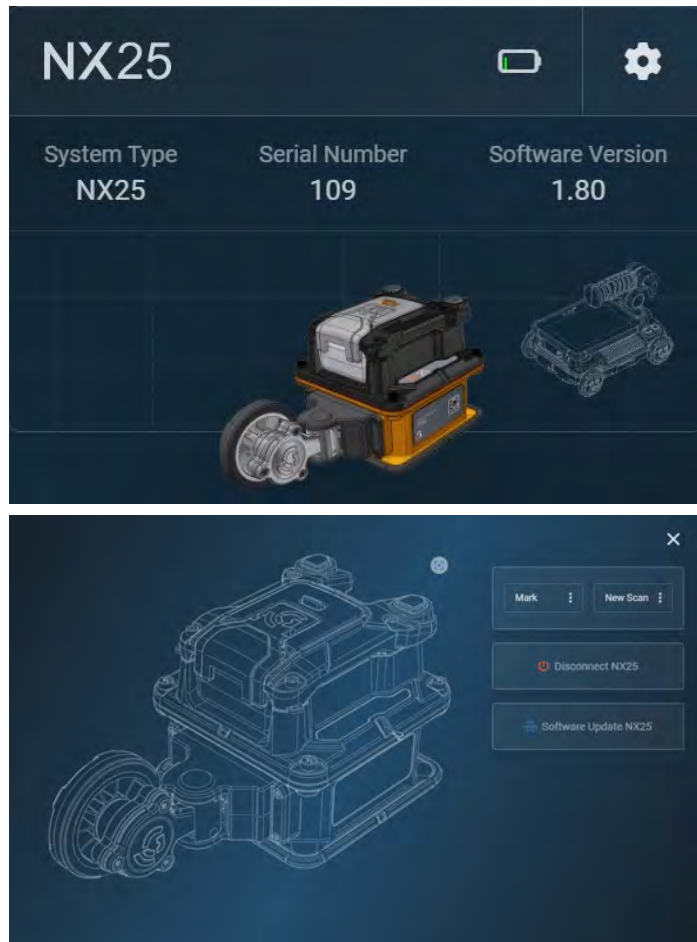 NX25
System Type Serial Number Software Version
NX25 109 1.80
Mark New Scan
Disconnect NX25
Software Update NX25